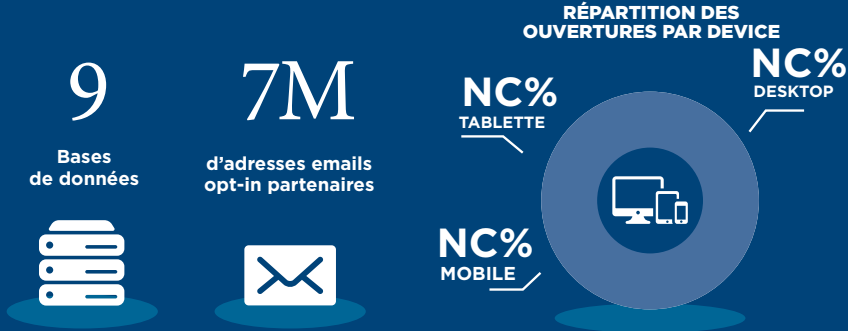 9
Bases
de données
7M
d'adresses emails
opt-in partenaires
RÉPARTITION DES
OUVERTURES PAR DEVICE
NC%
TABLETTE
NC%
DESKTOP
NC%
MOBILE